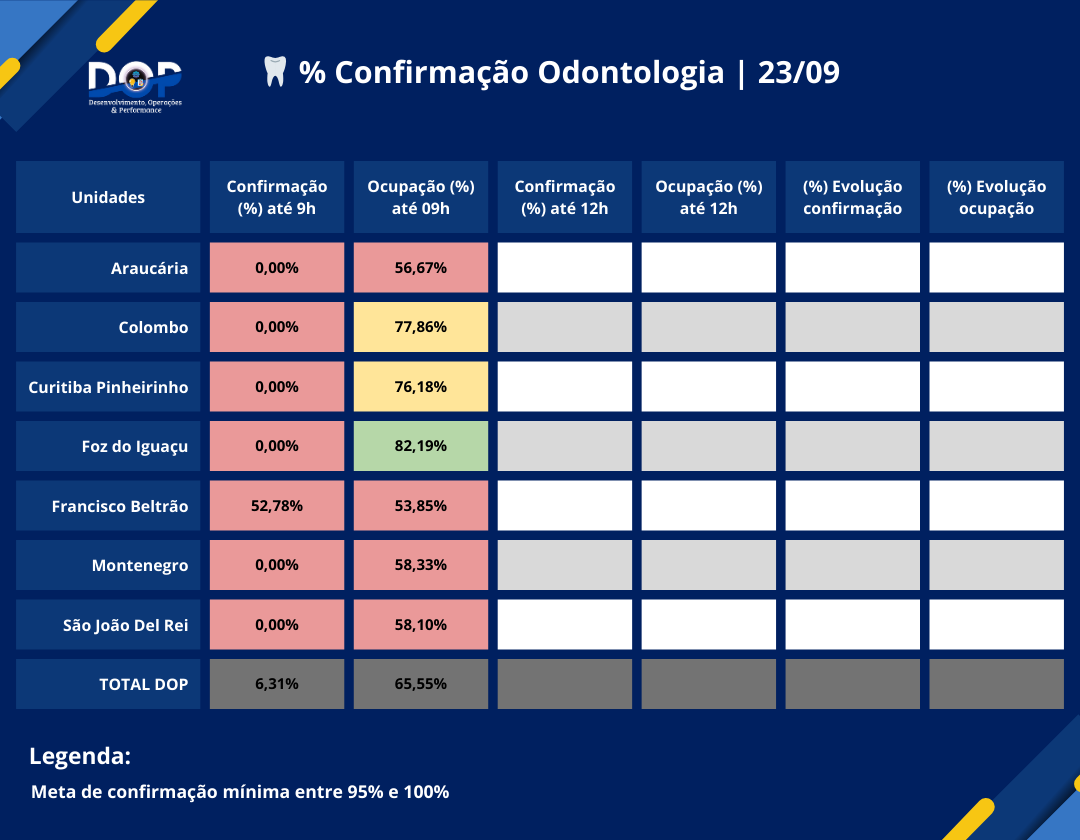 DOP
Desenvolvimento, Operações
& Performance
% Confirmação Odontologia | 23/09
Unidades
Confirmação
(%) até 9h
Ocupação (%)
até 09h
Confirmação
(%) até 12h
Ocupação (%)
até 12h
(%) Evolução
confirmação
(%) Evolução
ocupação
Araucária 0,00% 56,67%
Colombo 0,00% 77,86%
Curitiba Pinheirinho 0,00% 76,18%
Foz do Iguaçu 0,00% 82,19%
Francisco Beltrão 52,78% 53,85%
Montenegro 0,00% 58,33%
São João Del Rei 0,00% 58,10%
TOTAL DOP 6,31% 65,55%
Legenda:
Meta de confirmação mínima entre 95% e 100%